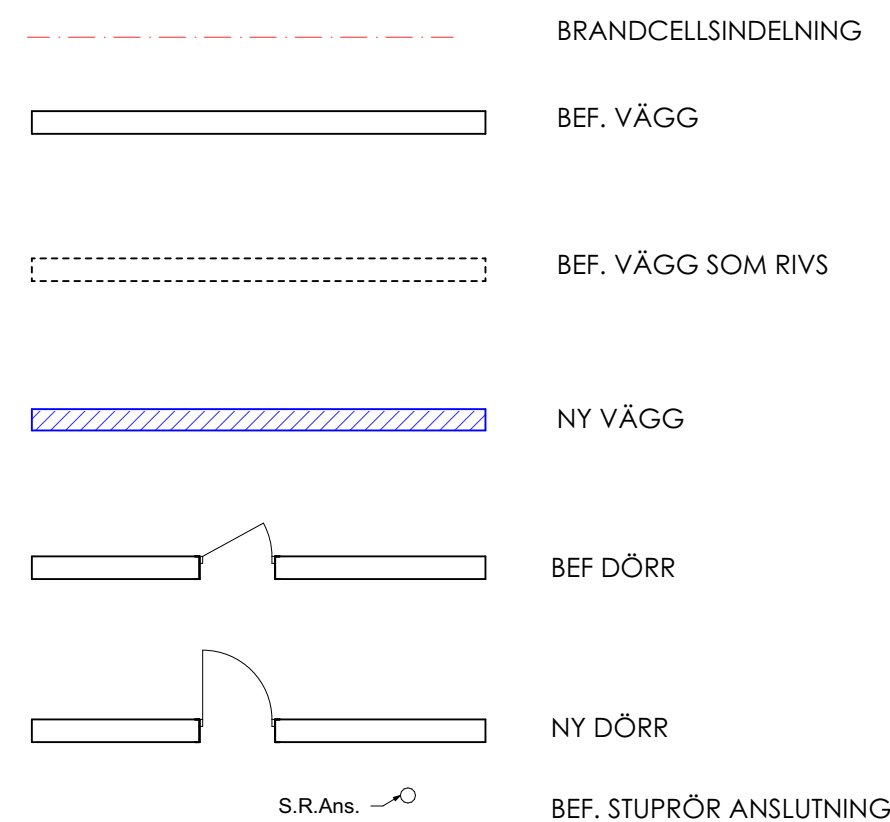 BRANDCELLSINDELNING
BEF. VÄGG
BEF. VÄGG SOM RIVS
NY VÄGG
BEF DÖRR
NY DÖRR
S.R.Ans. BEF. STUPRÖR ANSLUTNING